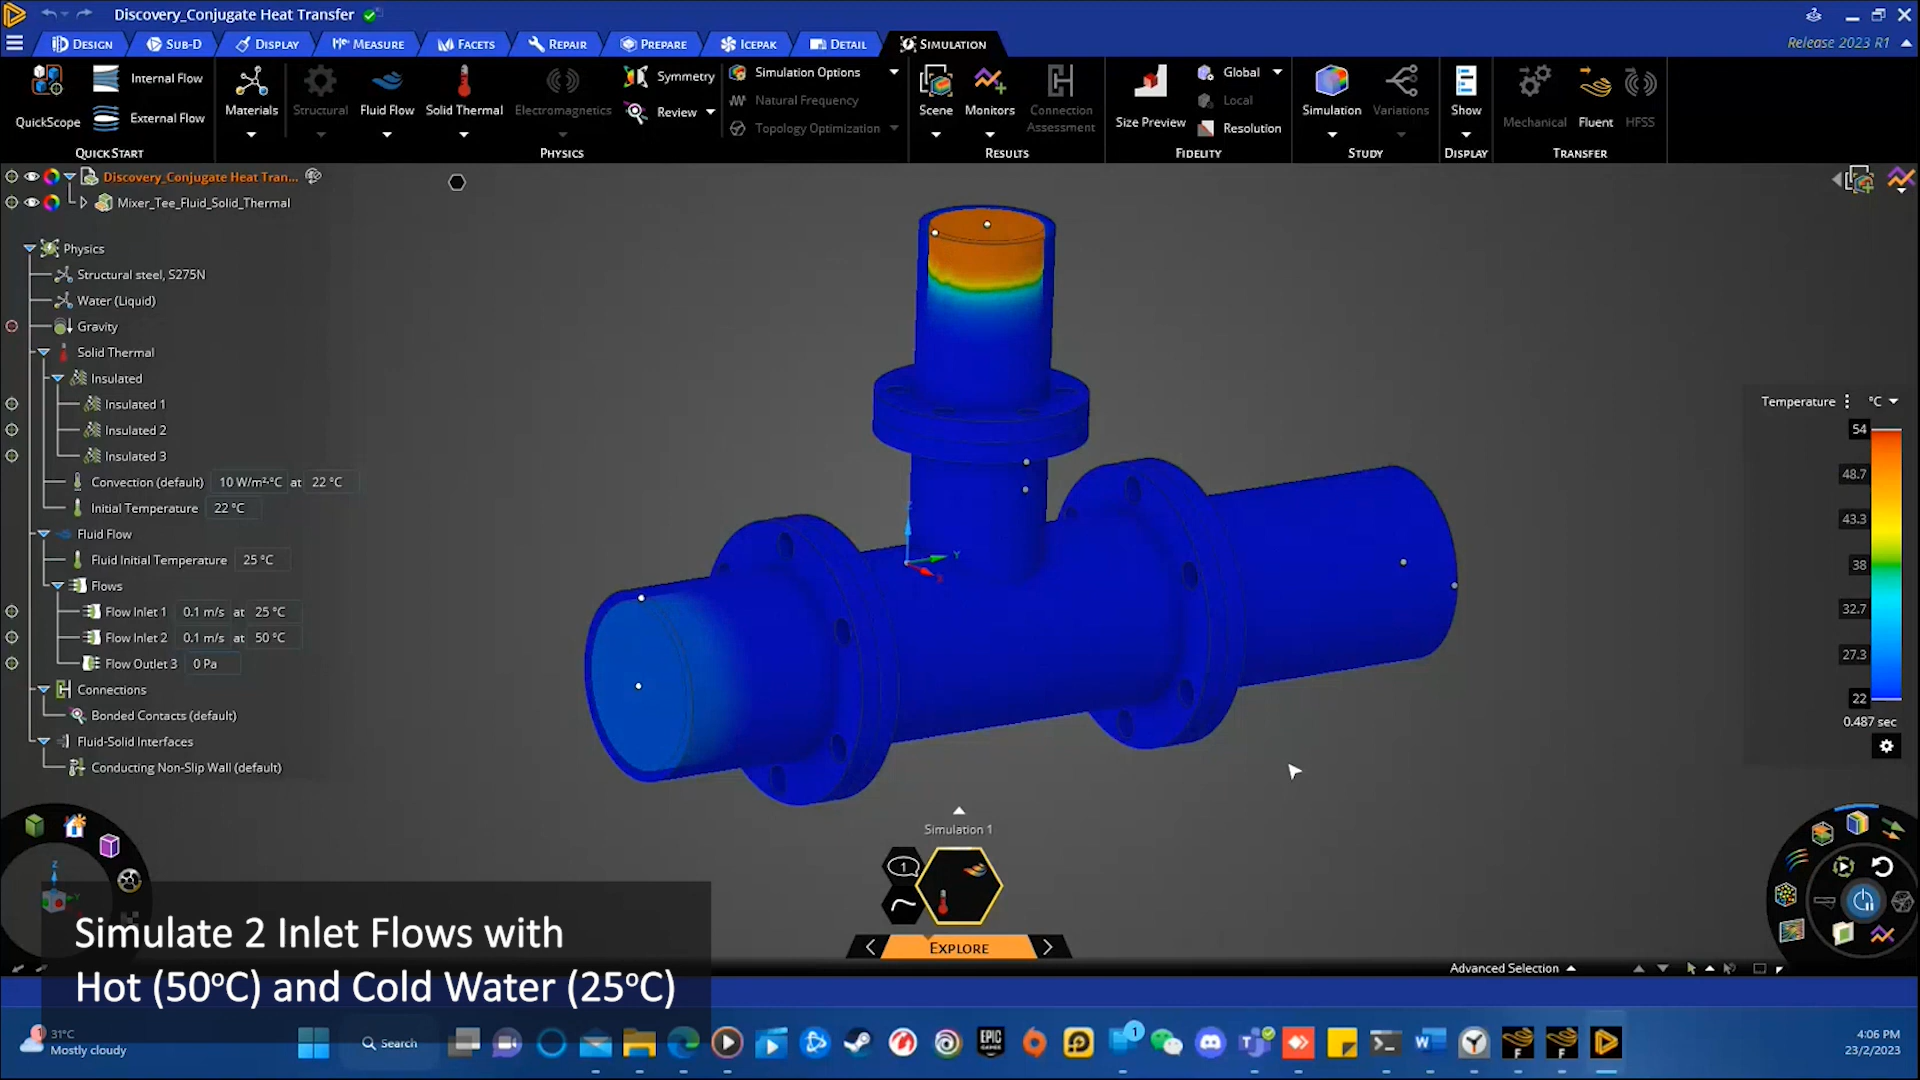 Discovery_Conjugate Heat Transfer
Design
Sub-D
Display
Measure
Facets
Repair
Prepare
Icepak
Detail
Simulation
Release 2023 R1
QuickScope
Internal Flow
External Flow
QuickStart
Materials
Structural
Fluid Flow
Solid Thermal
Electromagnetics
Symmetry
Review
Physics
Simulation Options
Natural Frequency
Topology Optimization
Scene
Monitors
Connection Assessment
Results
Size Preview
Global
Local
Resolution
Fidelity
Simulation
Variations
Study
Show
Display
Mechanical
Fluent
HFSS
Transfer
Discovery_Conjugate Heat Tran...
Mixer_Tee_Fluid_Solid_Thermal
Physics
Structural steel, S275N
Water (Liquid)
Gravity
Solid Thermal
Insulated
Insulated 1
Insulated 2
Insulated 3
Convection (default) 10 W/m²·°C at 22 °C
Initial Temperature 22 °C
Fluid Flow
Fluid Initial Temperature 25 °C
Flows
Flow Inlet 1 0.1 m/s at 25 °C
Flow Inlet 2 0.1 m/s at 50 °C
Flow Outlet 3 0 Pa
Connections
Bonded Contacts (default)
Fluid-Solid Interfaces
Conducting Non-Slip Wall (default)
Z
Y
X
Temperature °C
54
48.7
43.3
38
32.7
27.3
22
0.487 sec
Simulation 1
1
Explore
Z
Y
Simulate 2 Inlet Flows with
Hot (50°C) and Cold Water (25°C)
Advanced Selection
1
31°C
Mostly cloudy
Search
EPIC
GAMES
1
W
F
F
4:06 PM
23/2/2023